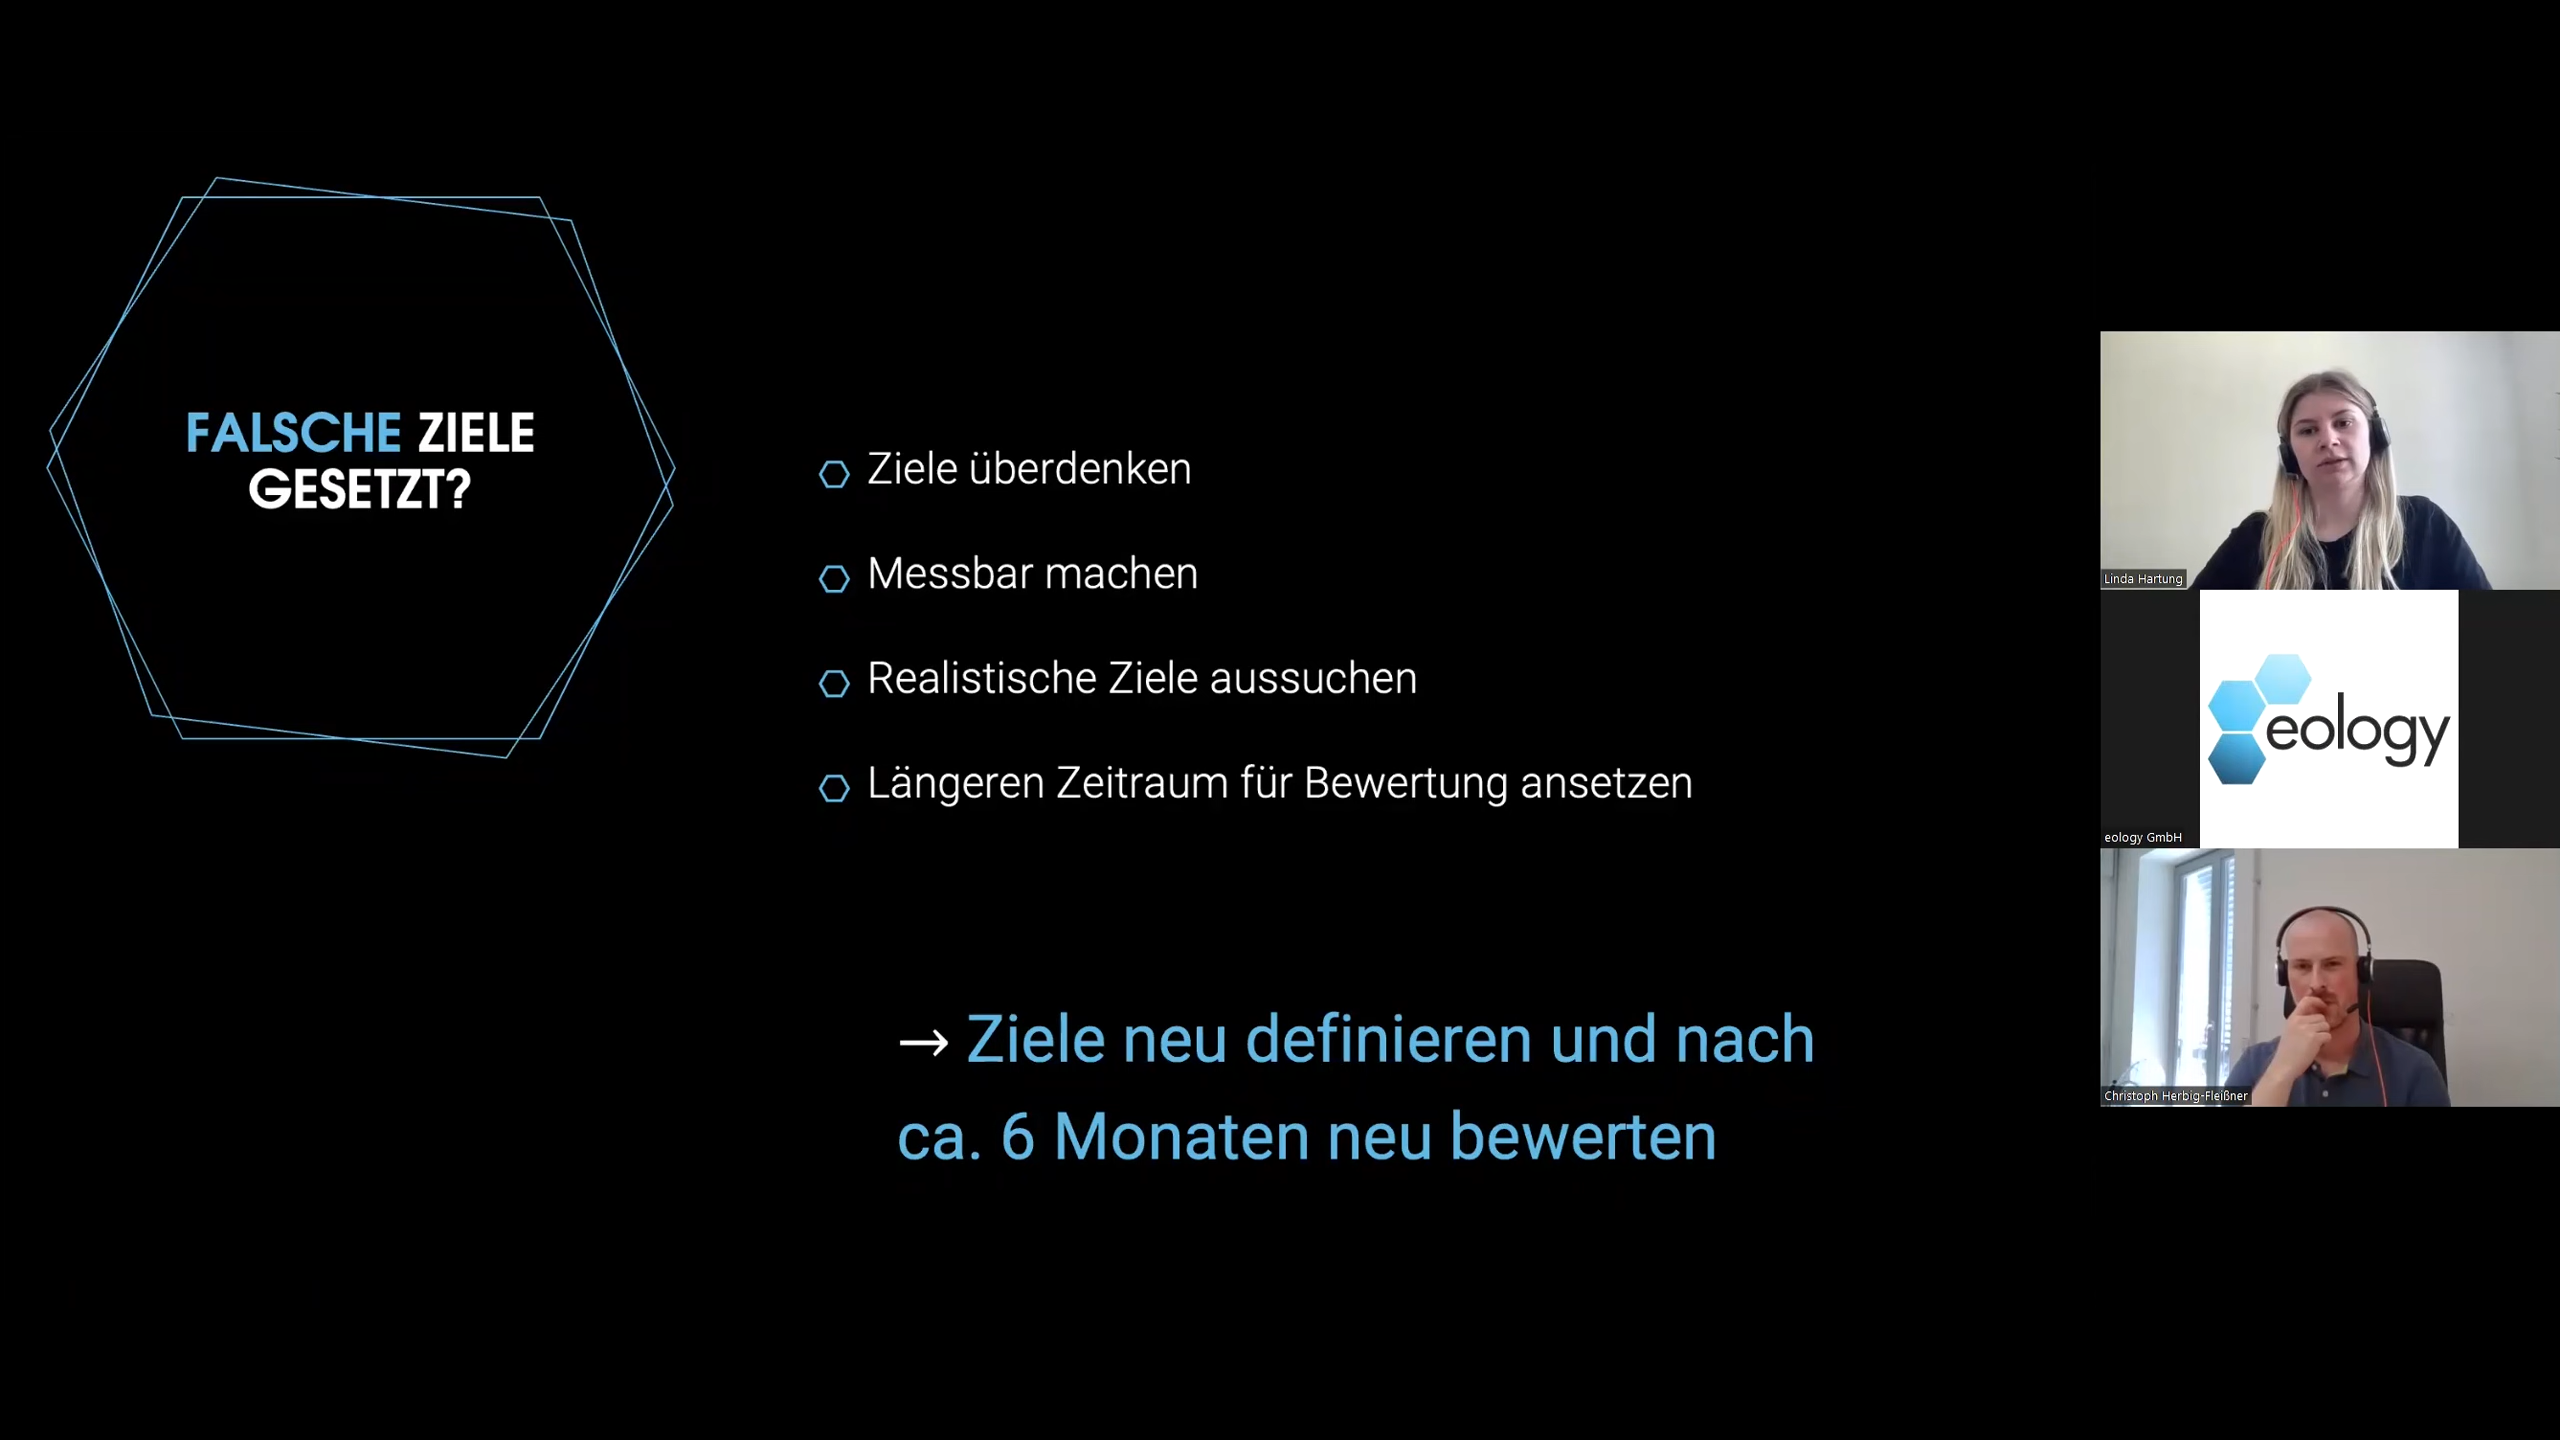 FALSCHE ZIELE
GESETZT?
Ziele überdenken
Messbar machen
Realistische Ziele aussuchen
Längeren Zeitraum für Bewertung ansetzen
→ Ziele neu definieren und nach
ca. 6 Monaten neu bewerten
Linda Hartung
eology
eology GmbH
Christoph Herbig-Fleißner